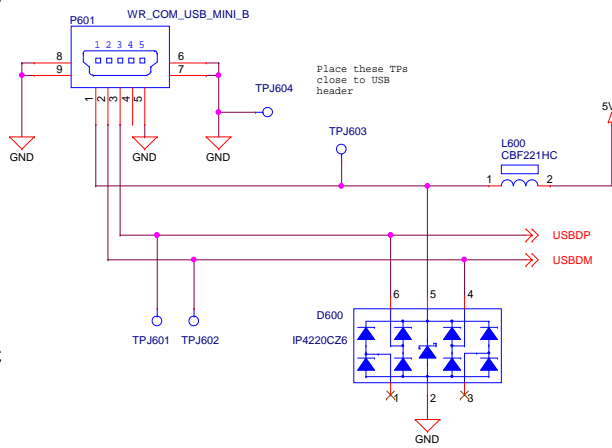 WR_COM_USB_MINI_B
P601
1 2 3 4 5
8
9
6
7
1
2
3
4
5
GND
GND
GND
TPJ604
Place these TPs
close to USB
header
TPJ603
5V
L600
CBF221HC
1
2
USBDP
USBDM
TPJ601
TPJ602
6
5
4
D600
IP4220CZ6
1
2
3
GND